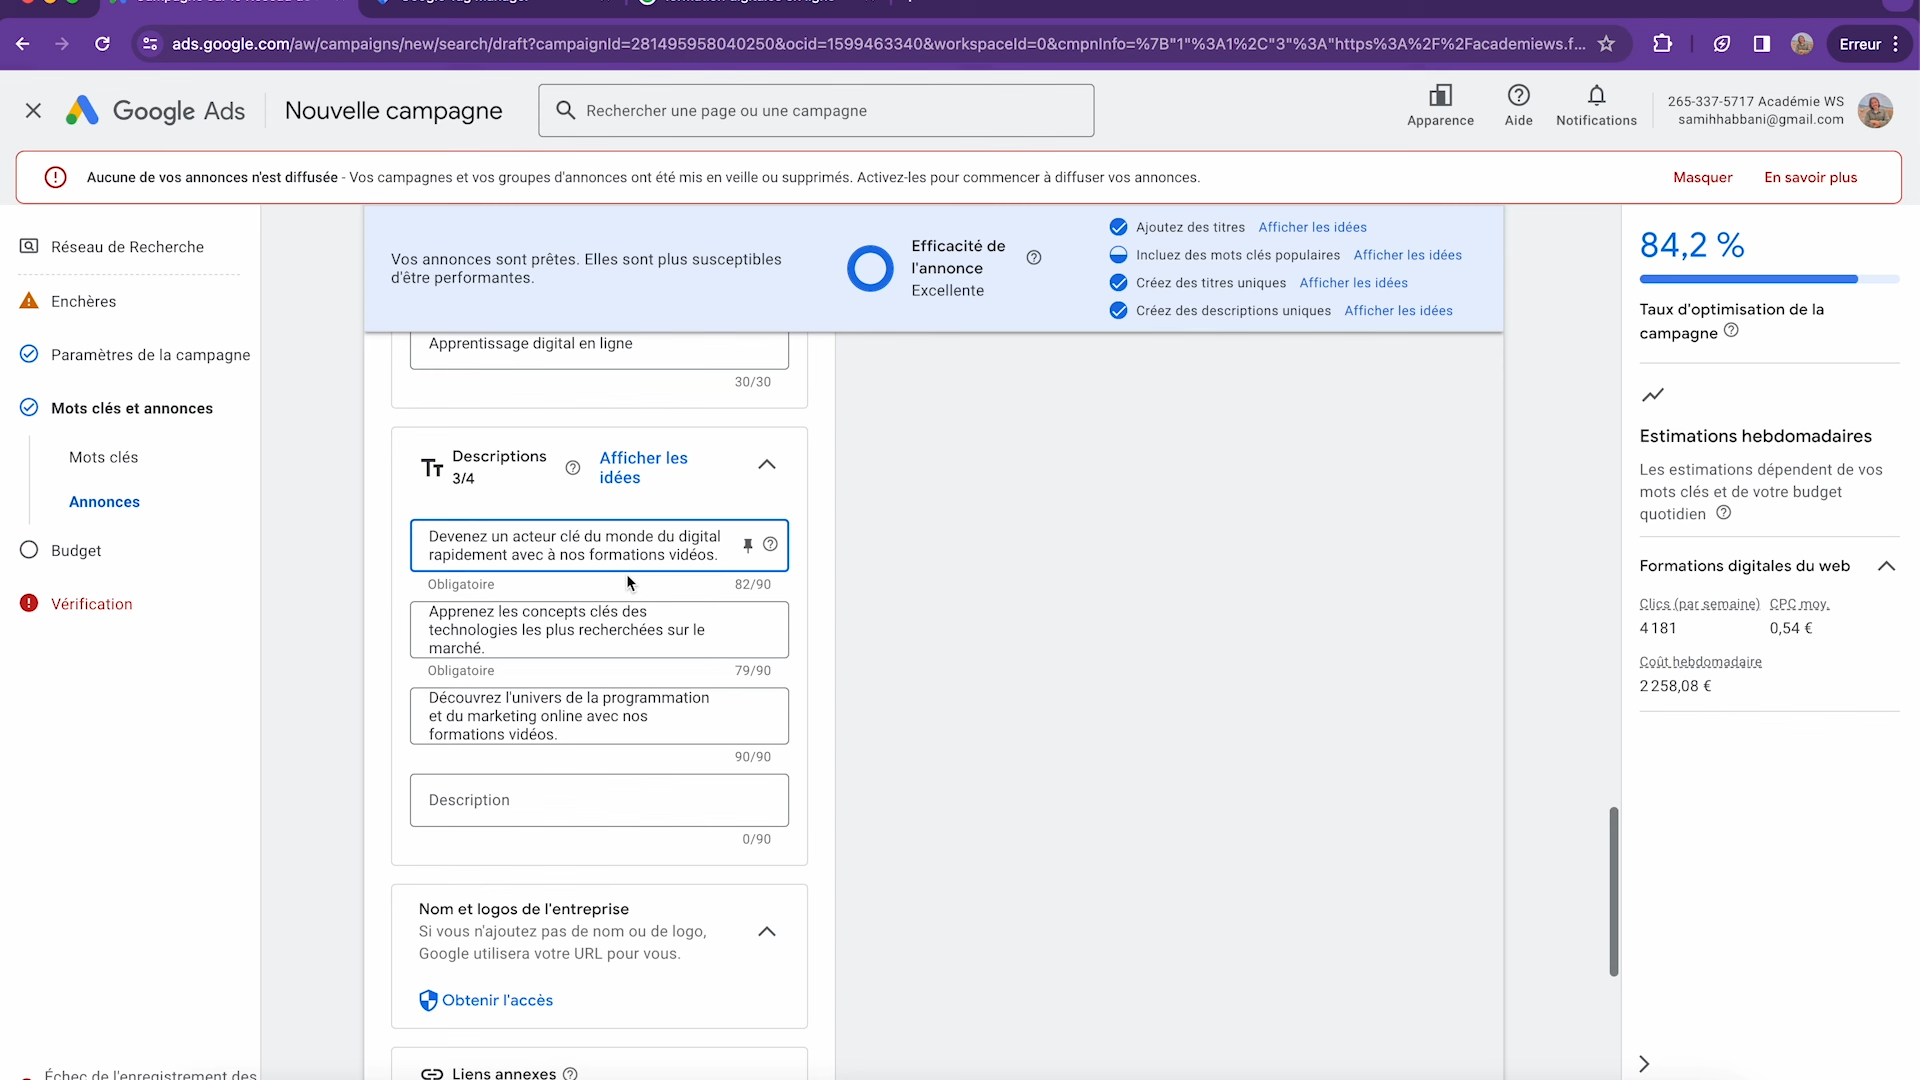 ads.google.com/aw/campaigns/new/search/draft?campaignId=281495958040250&ocid=1599463340&workspaceId=0&cmpnInfo=%7B"1"%3A1%2C"3"%3A"https%3A%2F%2Facademiews.f...
Erreur
Google Ads
Nouvelle campagne
Rechercher une page ou une campagne
Apparence
Aide
Notifications
265-337-5717 Académie WS
samihhabbani@gmail.com
Aucune de vos annonces n'est diffusée - Vos campagnes et vos groupes d'annonces ont été mis en veille ou supprimés. Activez-les pour commencer à diffuser vos annonces.
Masquer
En savoir plus
Réseau de Recherche
Enchères
Paramètres de la campagne
Mots clés et annonces
Mots clés
Annonces
Budget
Vérification
Échec de l'enregistrement des
Vos annonces sont prêtes. Elles sont plus susceptibles
d'être performantes.
Efficacité de
l'annonce
Excellente
Ajoutez des titres Afficher les idées
Incluez des mots clés populaires Afficher les idées
Créez des titres uniques Afficher les idées
Créez des descriptions uniques Afficher les idées
Apprentissage digital en ligne
30/30
Descriptions
3/4
Afficher les
idées
Devenez un acteur clé du monde du digital
rapidement avec à nos formations vidéos.
Obligatoire
82/90
Apprenez les concepts clés des
technologies les plus recherchées sur le
marché.
Obligatoire
79/90
Découvrez l'univers de la programmation
et du marketing online avec nos
formations vidéos.
90/90
Description
0/90
Nom et logos de l'entreprise
Si vous n'ajoutez pas de nom ou de logo,
Google utilisera votre URL pour vous.
Obtenir l'accès
Liens annexes
84,2 %
Taux d'optimisation de la
campagne
Estimations hebdomadaires
Les estimations dépendent de vos
mots clés et de votre budget
quotidien
Formations digitales du web
Clics (par semaine) CPC moy.
4 181 0,54 €
Coût hebdomadaire
2 258,08 €